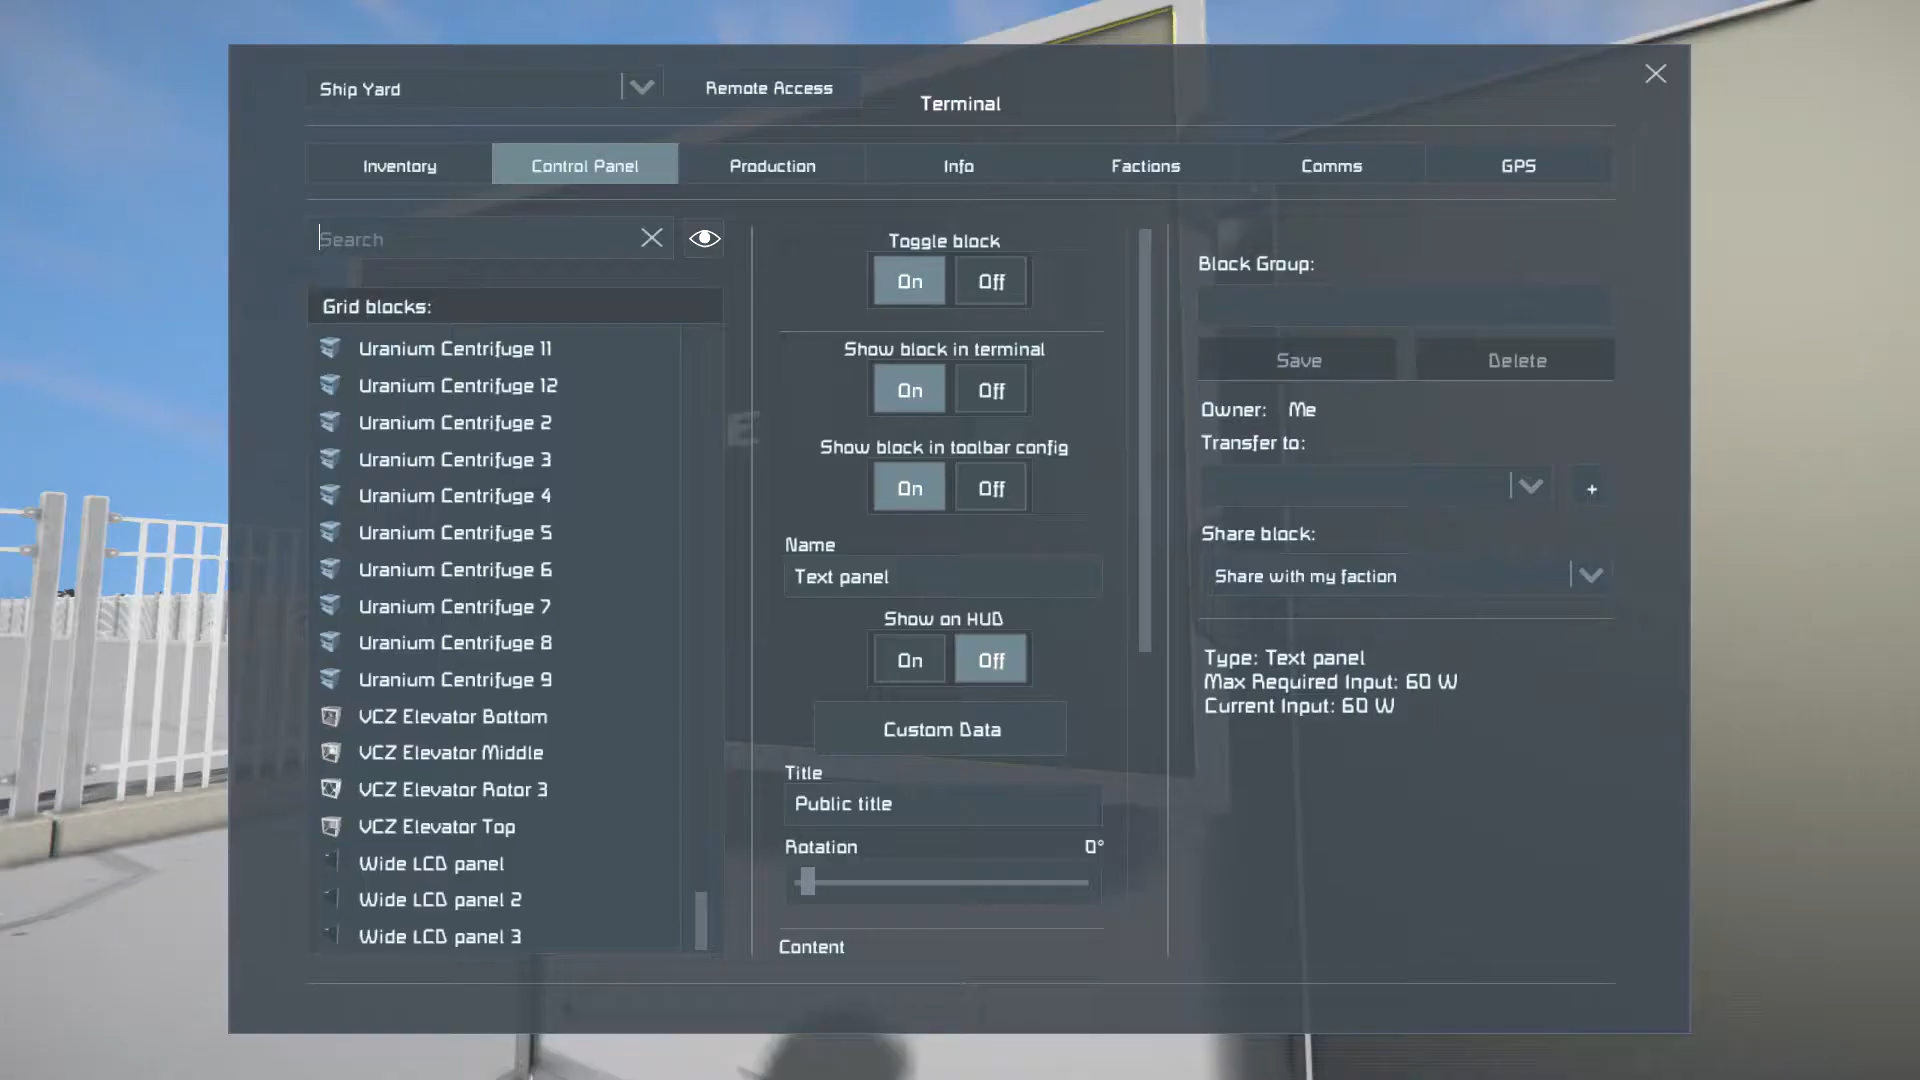 Ship Yard
Remote Access
Terminal
Inventory
Control Panel
Production
Info
Factions
Comms
GPS
Search
Grid blocks:
Uranium Centrifuge 11
Uranium Centrifuge 12
Uranium Centrifuge 2
Uranium Centrifuge 3
Uranium Centrifuge 4
Uranium Centrifuge 5
Uranium Centrifuge 6
Uranium Centrifuge 7
Uranium Centrifuge 8
Uranium Centrifuge 9
VCZ Elevator Bottom
VCZ Elevator Middle
VCZ Elevator Rotor 3
VCZ Elevator Top
Wide LCD panel
Wide LCD panel 2
Wide LCD panel 3
Toggle block
On Off
Show block in terminal
On Off
Show block in toolbar config
On Off
Name
Text panel
Show on HUD
On Off
Custom Data
Title
Public title
Rotation 0°
Content
Block Group:
Save
Delete
Owner: Me
Transfer to:
+
Share block:
Share with my faction
Type: Text panel
Max Required Input: 60 W
Current Input: 60 W
E